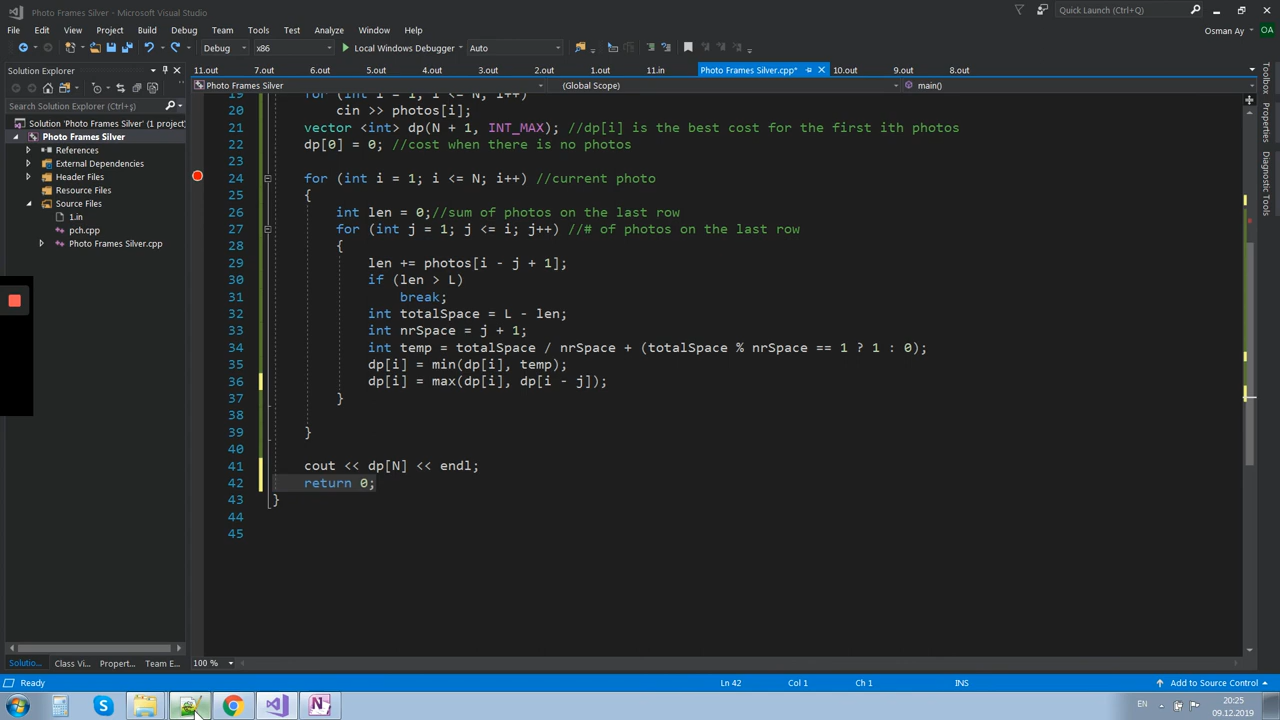 Photo Frames Silver - Microsoft Visual Studio
Quick Launch (Ctrl+Q)
File Edit View Project Build Debug Team Tools Test Analyze Window Help
Osman Ay OA
Debug x86 Local Windows Debugger Auto
Solution Explorer
11.out 7.out 6.out 5.out 4.out 3.out 2.out 1.out 11.in Photo Frames Silver.cpp* 10.out 9.out 8.out
Photo Frames Silver (Global Scope) main()
Search Solution Explorer (Ctrl+ş)
Solution 'Photo Frames Silver' (1 project)
Photo Frames Silver
References
External Dependencies
Header Files
Resource Files
Source Files
1.in
pch.cpp
Photo Frames Silver.cpp
19 for (int i = 1; i <= N; i++)
20 cin >> photos[i];
21 vector <int> dp(N + 1, INT_MAX); //dp[i] is the best cost for the first ith photos
22 dp[0] = 0; //cost when there is no photos
23
24 for (int i = 1; i <= N; i++) //current photo
25 {
26 int len = 0;//sum of photos on the last row
27 for (int j = 1; j <= i; j++) //# of photos on the last row
28 {
29 len += photos[i - j + 1];
30 if (len > L)
31 break;
32 int totalSpace = L - len;
33 int nrSpace = j + 1;
34 int temp = totalSpace / nrSpace + (totalSpace % nrSpace == 1 ? 1 : 0);
35 dp[i] = min(dp[i], temp);
36 dp[i] = max(dp[i], dp[i - j]);
37 }
38
39 }
40
41 cout << dp[N] << endl;
42 return 0;
43 }
44
45
Toolbox
Properties
Diagnostic Tools
Solutio... Class Vi... Propert... Team E...
100 %
Ready Ln 42 Col 1 Ch 1 INS Add to Source Control
EN 20:25
09.12.2019